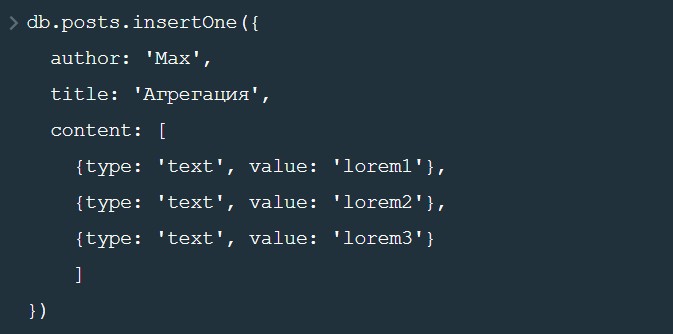 db.posts.insertOne({
author: 'Max',
title: 'Агрегация',
content: [
{type: 'text', value: 'lorem1'},
{type: 'text', value: 'lorem2'},
{type: 'text', value: 'lorem3'}
]
})